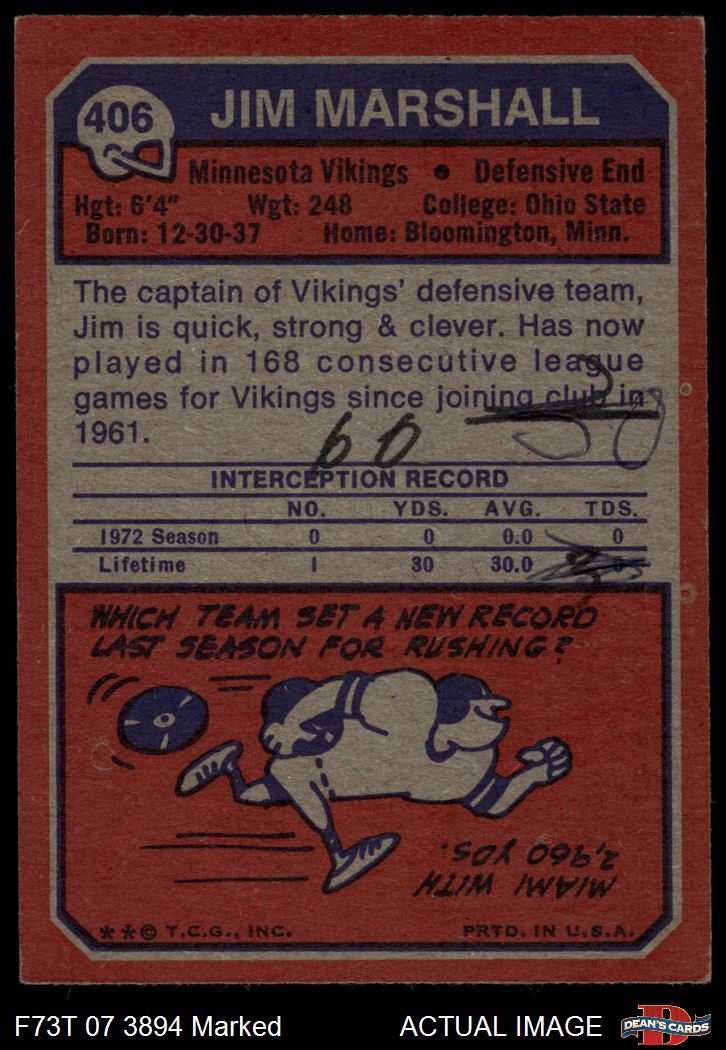 406
JIM MARSHALL
Minnesota Vikings • Defensive End
Hgt: 6'4" Wgt: 248 College: Ohio State
Born: 12-30-37 Home: Bloomington, Minn.
The captain of Vikings' defensive team,
Jim is quick, strong & clever. Has now
played in 168 consecutive league
games for Vikings since joining club in
1961.
60
INTERCEPTION RECORD
NO. YDS. AVG. TDS.
1972 Season 0 0 0.0 0
Lifetime 1 30 30.0
WHICH TEAM SET A NEW RECORD
LAST SEASON FOR RUSHING?
MIAMI WITH
2,960 YDS.
**© T.C.G., INC. PRTD. IN U.S.A.
F73T 07 3894 Marked ACTUAL IMAGE
DEAN'S CARDS